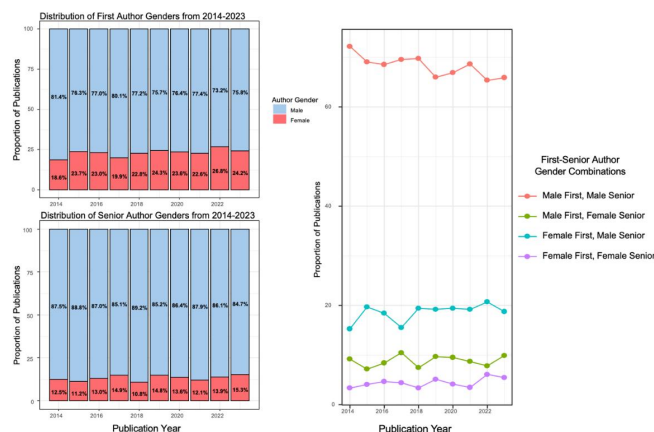 Distribution of First Author Genders from 2014-2023
Proportion of Publications
100
75
50
25
0
81.4% 76.3% 77.0% 80.1% 77.2% 75.7% 76.4% 77.4% 73.2% 75.8%
18.6% 23.7% 23.0% 19.9% 22.8% 24.3% 23.6% 22.6% 26.8% 24.2%
2014 2016 2018 2020 2022
Author Gender
Male
Female
Distribution of Senior Author Genders from 2014-2023
Proportion of Publications
100
75
50
25
0
87.5% 88.8% 87.0% 85.1% 89.2% 85.2% 86.4% 87.9% 86.1% 84.7%
12.5% 11.2% 13.0% 14.9% 10.8% 14.8% 13.6% 12.1% 13.9% 15.3%
2014 2016 2018 2020 2022
Publication Year
Proportion of Publications
60
40
20
0
2014 2016 2018 2020 2022
Publication Year
First-Senior Author
Gender Combinations
Male First, Male Senior
Male First, Female Senior
Female First, Male Senior
Female First, Female Senior